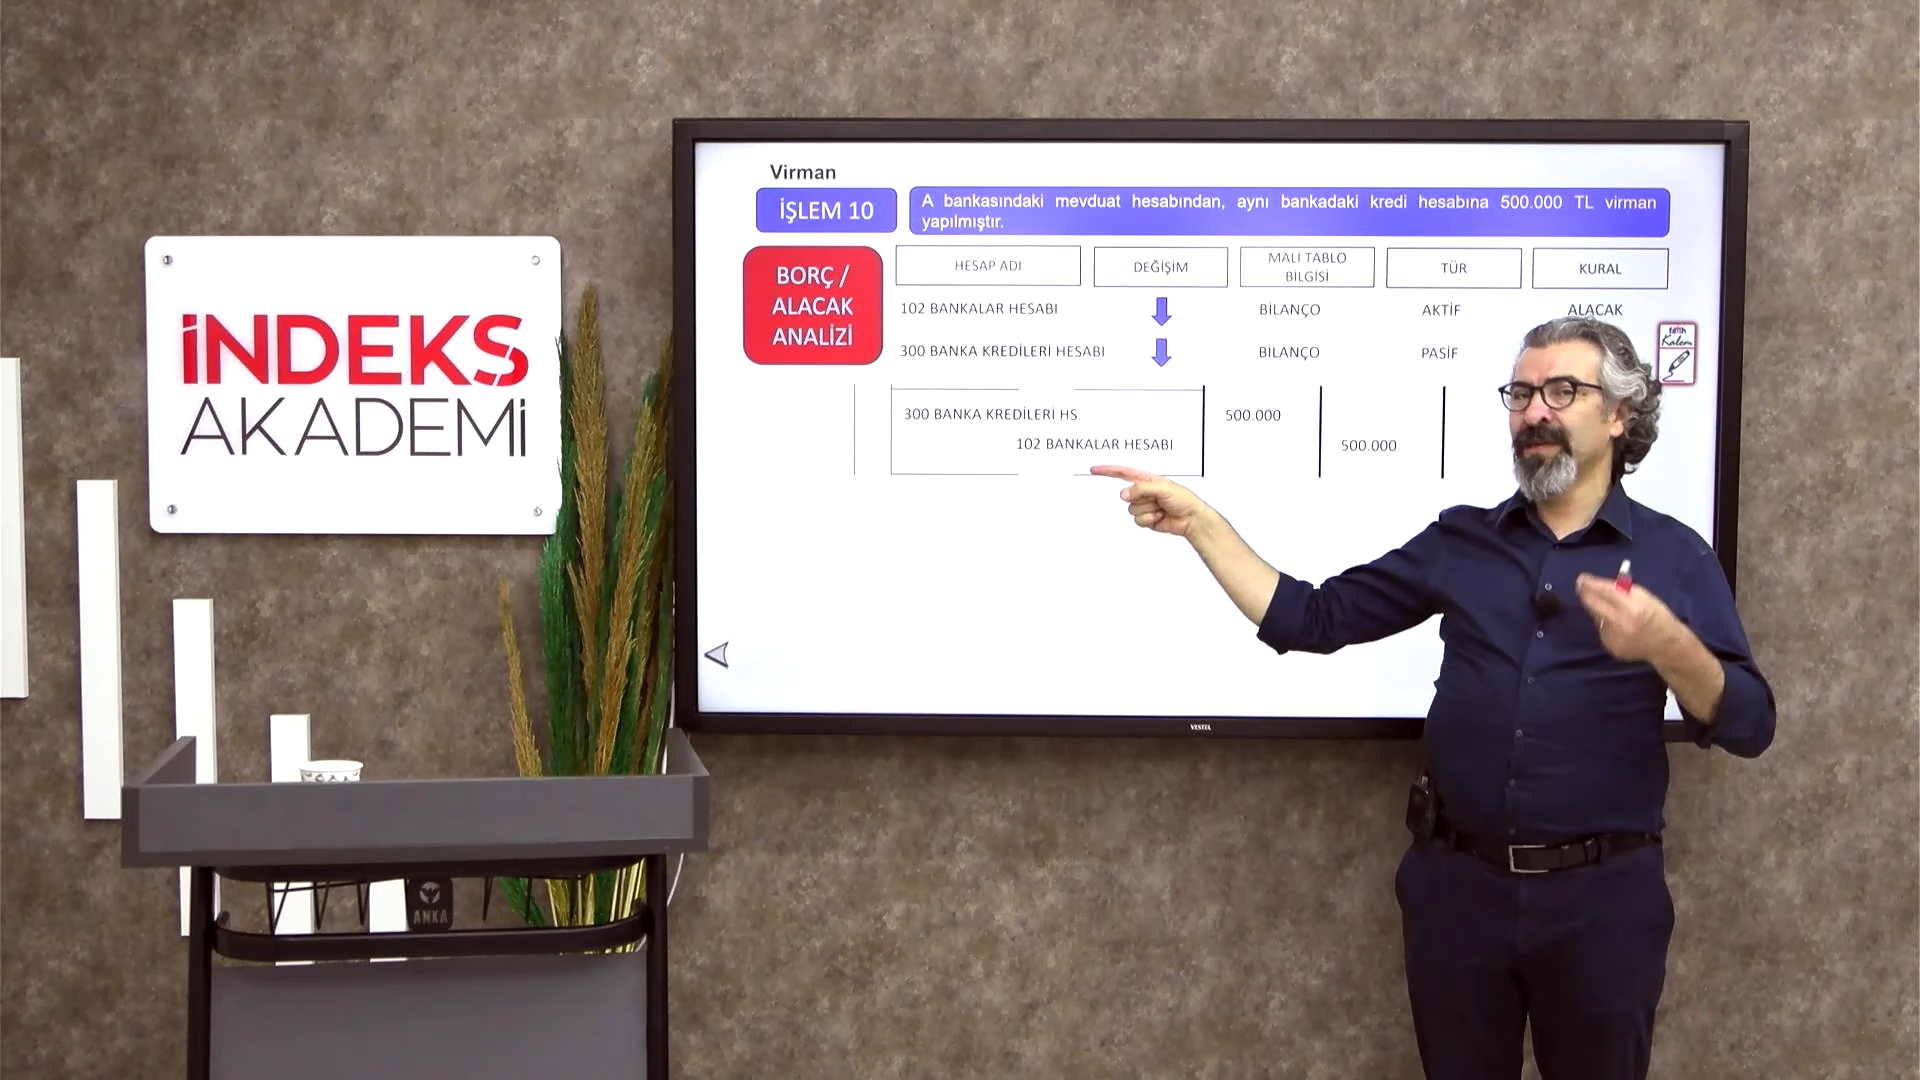 İNDEKS
AKADEMİ
Virman
İŞLEM 10
A bankasındaki mevduat hesabından, aynı bankadaki kredi hesabına 500.000 TL virman
yapılmıştır.
BORÇ /
ALACAK
ANALİZİ
HESAP ADI
DEĞİŞİM
MALİ TABLO
BİLGİSİ
TÜR
KURAL
102 BANKALAR HESABI
BİLANÇO
AKTİF
ALACAK
300 BANKA KREDİLERİ HESABI
BİLANÇO
PASİF
300 BANKA KREDİLERİ HS.
500.000
102 BANKALAR HESABI
500.000
fatih
Kalem
VESTEL
ANKA